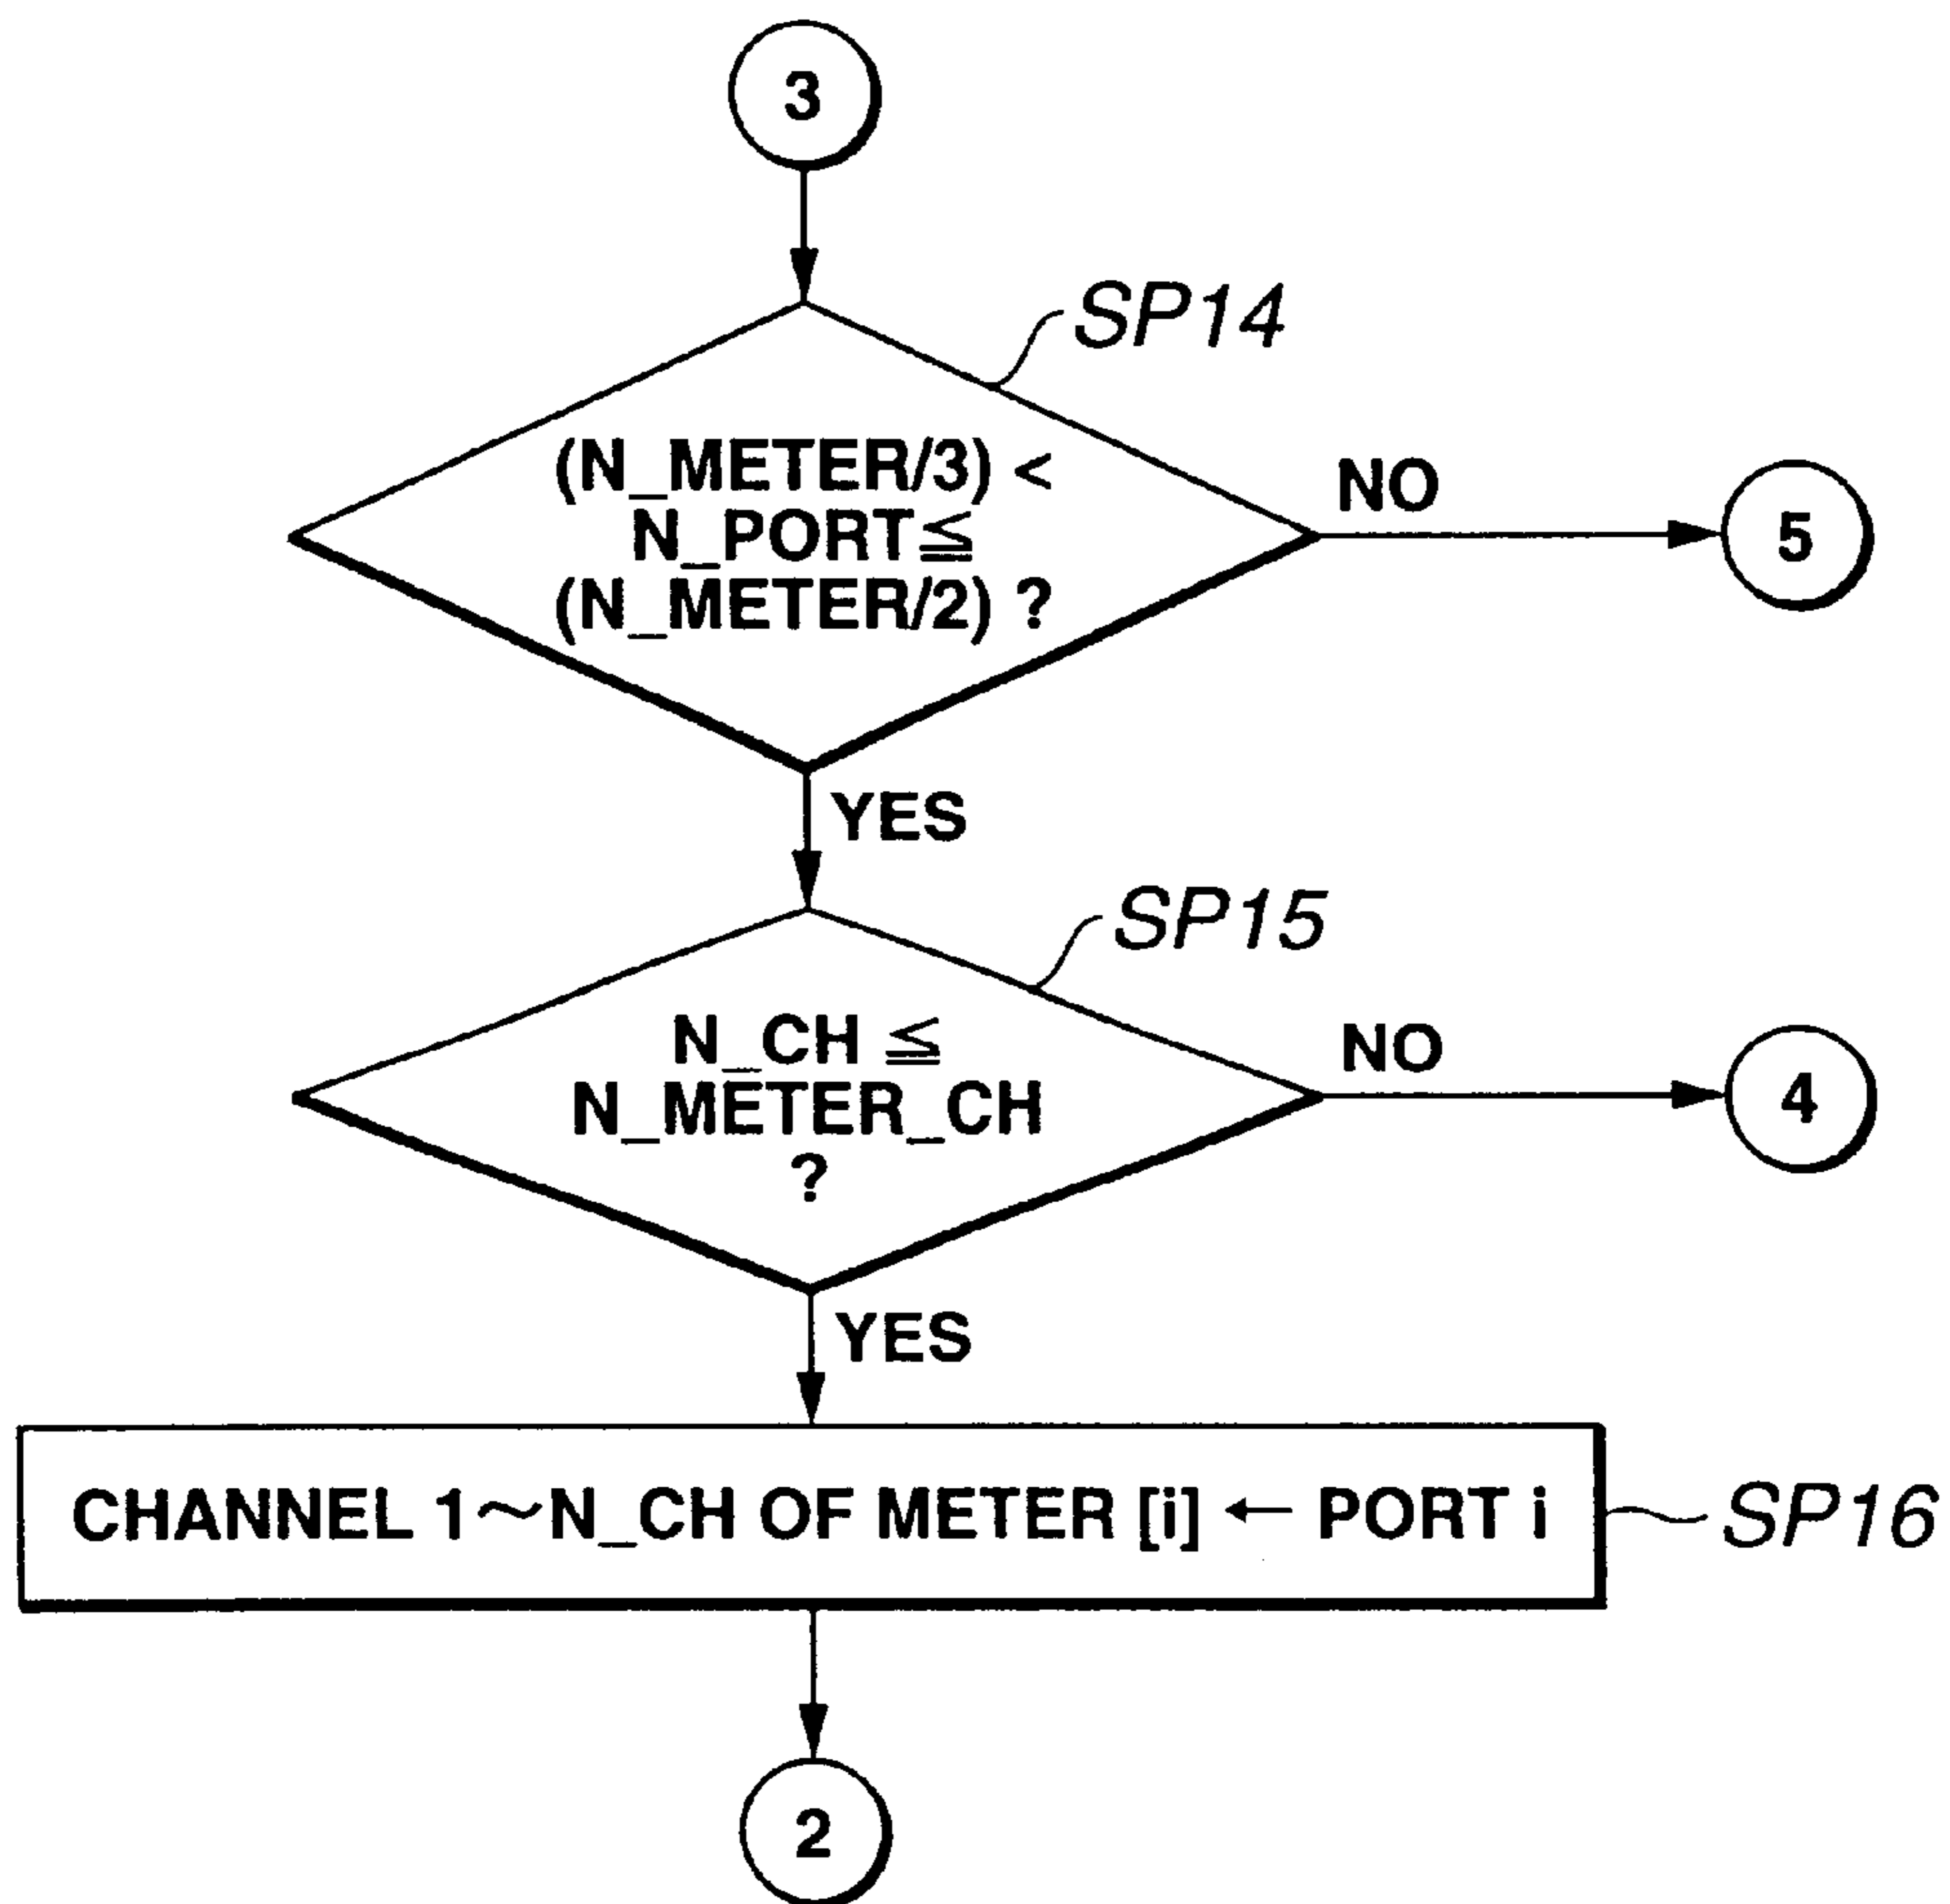 3
SP14
(N_METER/3) <
N_PORT≦
(N_METER/2) ?
NO
5
YES
SP15
N_CH ≦
N_METER_CH
?
NO
4
YES
CHANNEL 1～N_CH OF METER [i] ← PORT i
SP16
2